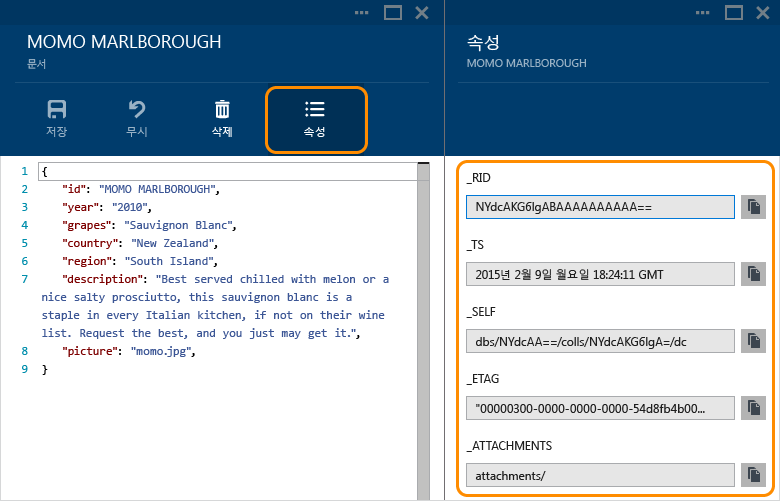 MOMO MARLBOROUGH
문서
저장
무시
삭제
속성
1 {
2 "id": "MOMO MARLBOROUGH",
3 "year": "2010",
4 "grapes": "Sauvignon Blanc",
5 "country": "New Zealand",
6 "region": "South Island",
7 "description": "Best served chilled with melon or a
nice salty prosciutto, this sauvignon blanc is a
staple in every Italian kitchen, if not on their wine
list. Request the best, and you just may get it.",
8 "picture": "momo.jpg",
9 }
속성
MOMO MARLBOROUGH
_RID
NYdcAKG6lgABAAAAAAAAAA==
_TS
2015년 2월 9일 월요일 18:24:11 GMT
_SELF
dbs/NYdcAA==/colls/NYdcAKG6lgA=/dc
_ETAG
"00000300-0000-0000-0000-54d8fb4b00...
_ATTACHMENTS
attachments/